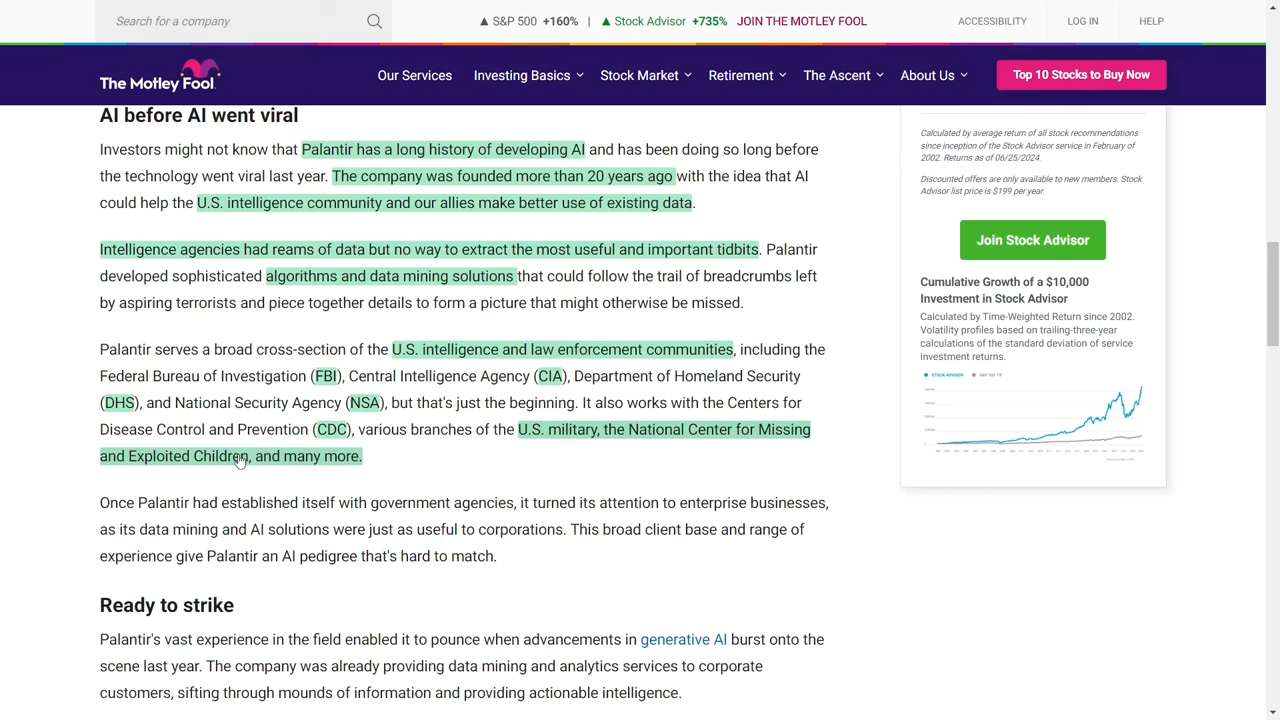 Search for a company
▲ S&P 500 +160% | ▲ Stock Advisor +735% JOIN THE MOTLEY FOOL
ACCESSIBILITY
LOG IN
HELP
The Motley Fool.
Our Services
Investing Basics
Stock Market
Retirement
The Ascent
About Us
Top 10 Stocks to Buy Now
AI before AI went viral
Investors might not know that Palantir has a long history of developing AI and has been doing so long before
the technology went viral last year. The company was founded more than 20 years ago with the idea that AI
could help the U.S. intelligence community and our allies make better use of existing data.
Intelligence agencies had reams of data but no way to extract the most useful and important tidbits. Palantir
developed sophisticated algorithms and data mining solutions that could follow the trail of breadcrumbs left
by aspiring terrorists and piece together details to form a picture that might otherwise be missed.
Palantir serves a broad cross-section of the U.S. intelligence and law enforcement communities, including the
Federal Bureau of Investigation (FBI), Central Intelligence Agency (CIA), Department of Homeland Security
(DHS), and National Security Agency (NSA), but that's just the beginning. It also works with the Centers for
Disease Control and Prevention (CDC), various branches of the U.S. military, the National Center for Missing
and Exploited Children, and many more.
Once Palantir had established itself with government agencies, it turned its attention to enterprise businesses,
as its data mining and AI solutions were just as useful to corporations. This broad client base and range of
experience give Palantir an AI pedigree that's hard to match.
Ready to strike
Palantir's vast experience in the field enabled it to pounce when advancements in generative AI burst onto the
scene last year. The company was already providing data mining and analytics services to corporate
customers, sifting through mounds of information and providing actionable intelligence.
Calculated by average return of all stock recommendations
since inception of the Stock Advisor service in February of
2002. Returns as of 06/25/2024.
Discounted offers are only available to new members. Stock
Advisor list price is $199 per year.
Join Stock Advisor
Cumulative Growth of a $10,000
Investment in Stock Advisor
Calculated by Time-Weighted Return since 2002.
Volatility profiles based on trailing-three-year
calculations of the standard deviation of service
investment returns.
STOCK ADVISOR
S&P 500 TR